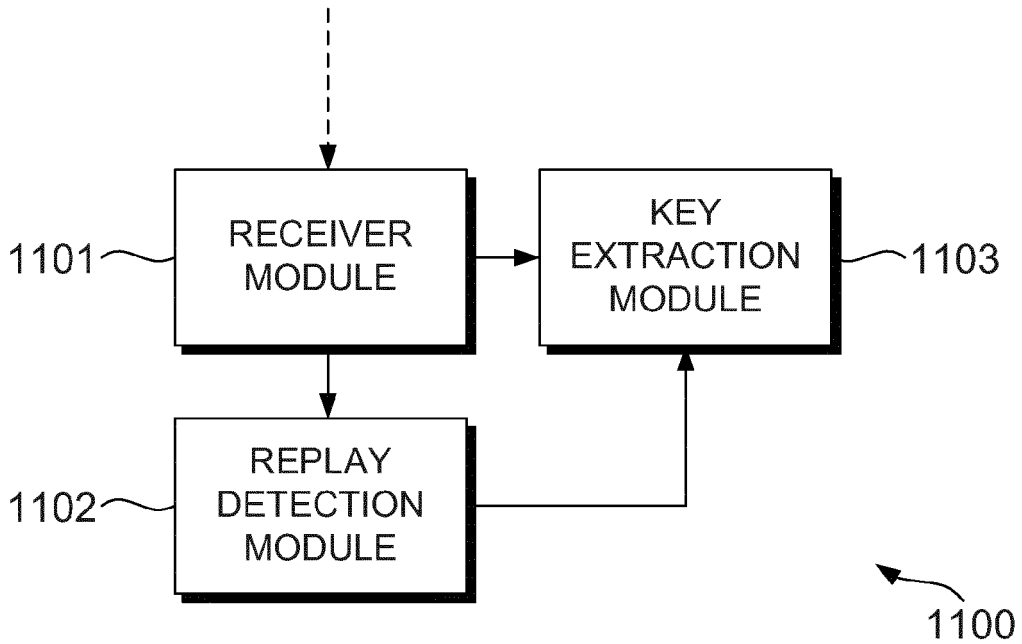 1101
RECEIVER
MODULE
KEY
EXTRACTION
MODULE
1103
1102
REPLAY
DETECTION
MODULE
1100